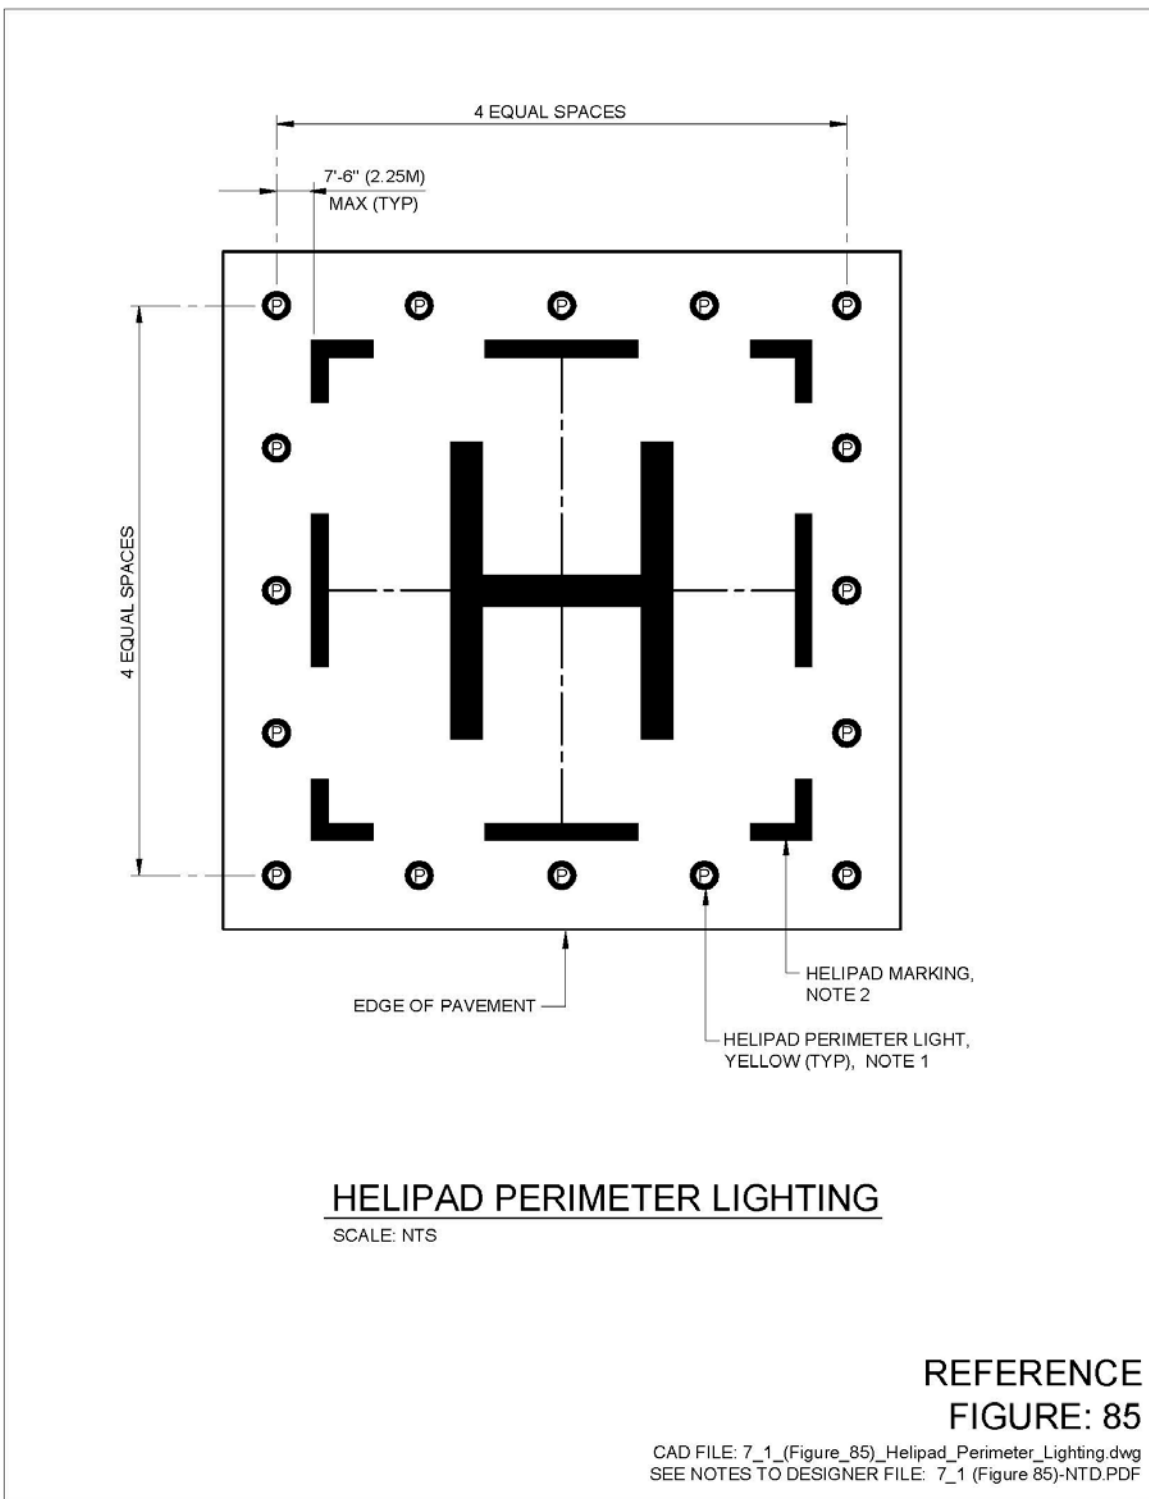 4 EQUAL SPACES
7'-6" (2.25M)
MAX (TYP)
P P P P P
P P
4 EQUAL SPACES
P H P
P P
P P P P P
HELIPAD MARKING,
NOTE 2
EDGE OF PAVEMENT
HELIPAD PERIMETER LIGHT,
YELLOW (TYP), NOTE 1
HELIPAD PERIMETER LIGHTING
SCALE: NTS
REFERENCE
FIGURE: 85
CAD FILE: 7_1_(Figure_85)_Helipad_Perimeter_Lighting.dwg
SEE NOTES TO DESIGNER FILE: 7_1 (Figure 85)-NTD.PDF